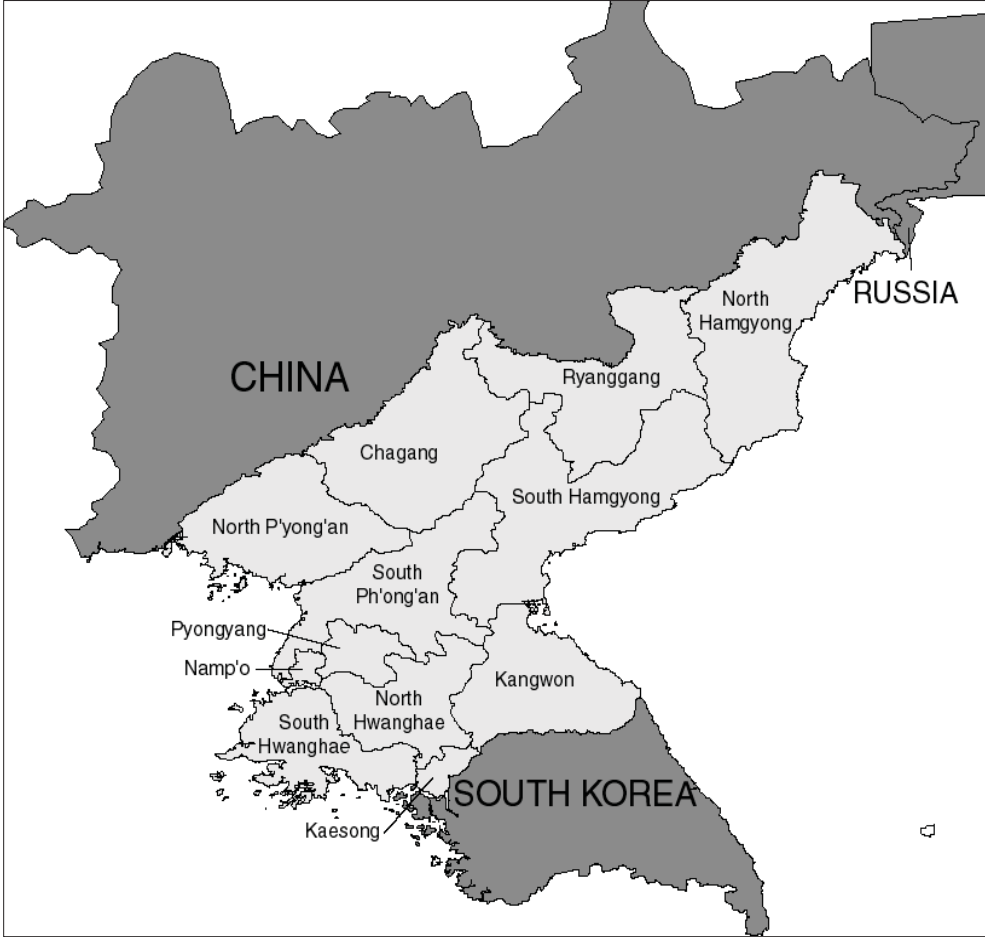 North
Hamgyong
RUSSIA
CHINA
Ryanggang
Chagang
South Hamgyong
North P'yong'an
South
Ph'ong'an
Pyongyang
Namp'o
Kangwon
North
Hwanghae
South
Hwanghae
SOUTH KOREA
Kaesong